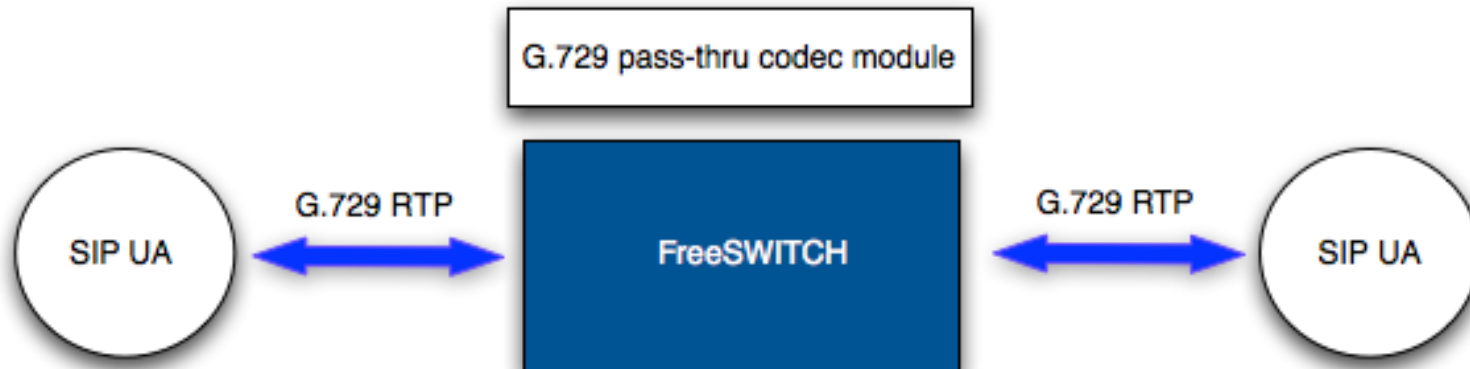 G.729 pass-thru codec module
G.729 RTP
G.729 RTP
SIP UA
FreeSWITCH
SIP UA